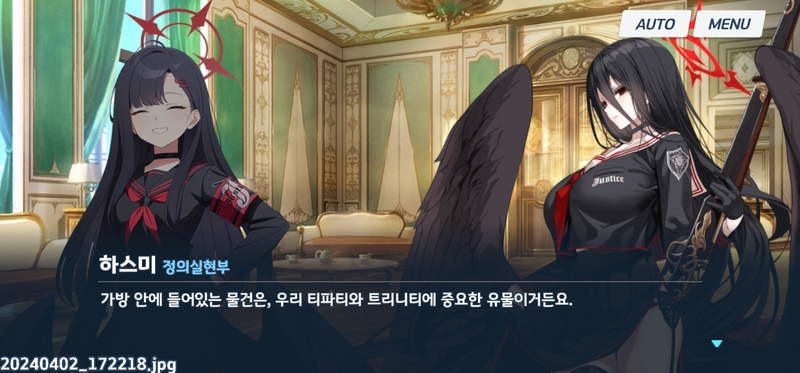 AUTO MENU
Justice
하스미 정의실현부
가방 안에 들어있는 물건은, 우리 티파티와 트리니티에 중요한 유물이거든요.
20240402_172218.jpg